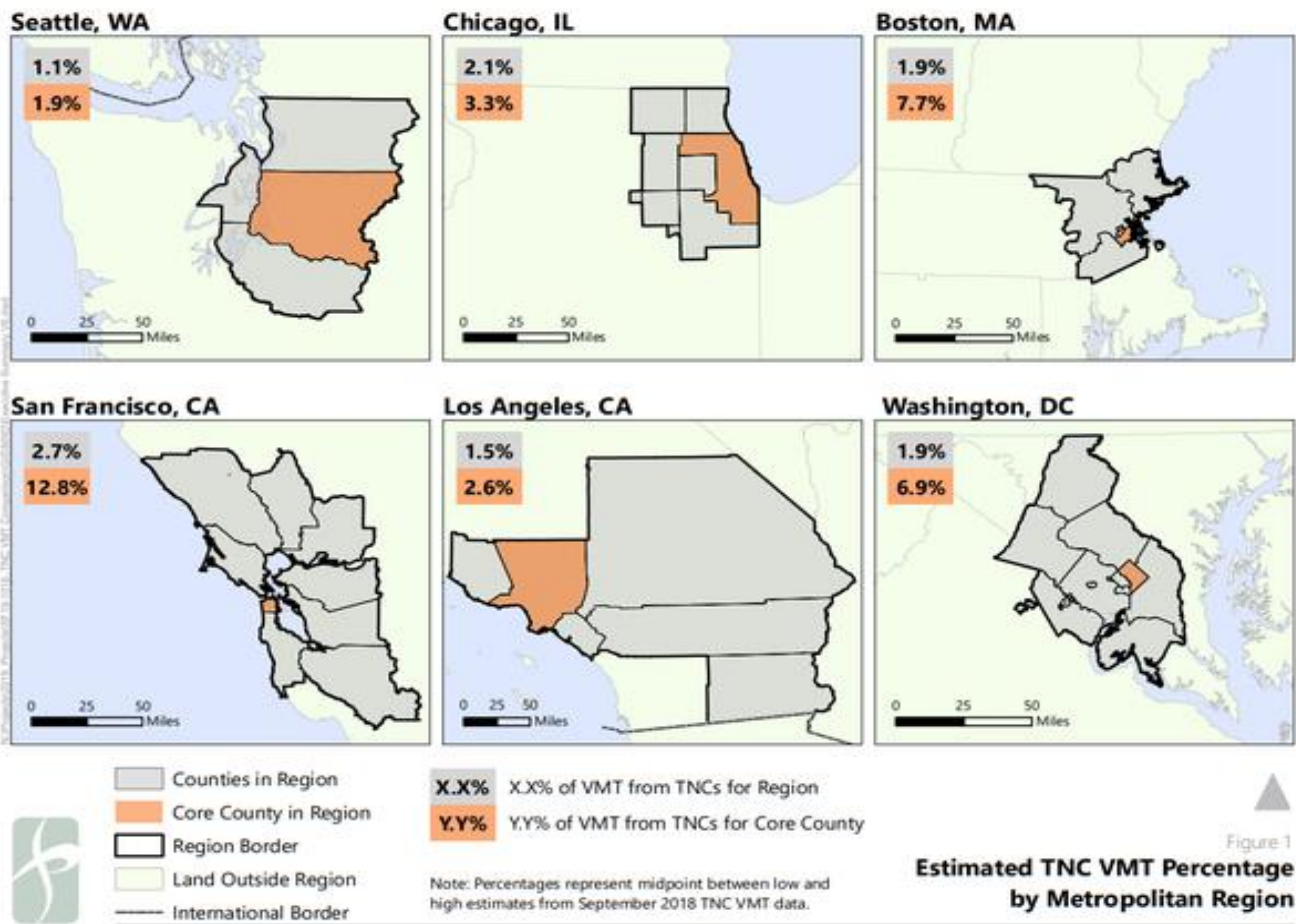 Seattle, WA
1.1%
1.9%
0 25 50
Miles
Chicago, IL
2.1%
3.3%
0 25 50
Miles
Boston, MA
1.9%
7.7%
0 25 50
Miles
San Francisco, CA
2.7%
12.8%
0 25 50
Miles
Los Angeles, CA
1.5%
2.6%
0 25 50
Miles
Washington, DC
1.9%
6.9%
0 25 50
Miles
Counties in Region
Core County in Region
Region Border
Land Outside Region
International Border
X.X% X.X% of VMT from TNCs for Region
Y.Y% Y.Y% of VMT from TNCs for Core County
Note: Percentages represent midpoint between low and
high estimates from September 2018 TNC VMT data.
Figure 1
Estimated TNC VMT Percentage
by Metropolitan Region